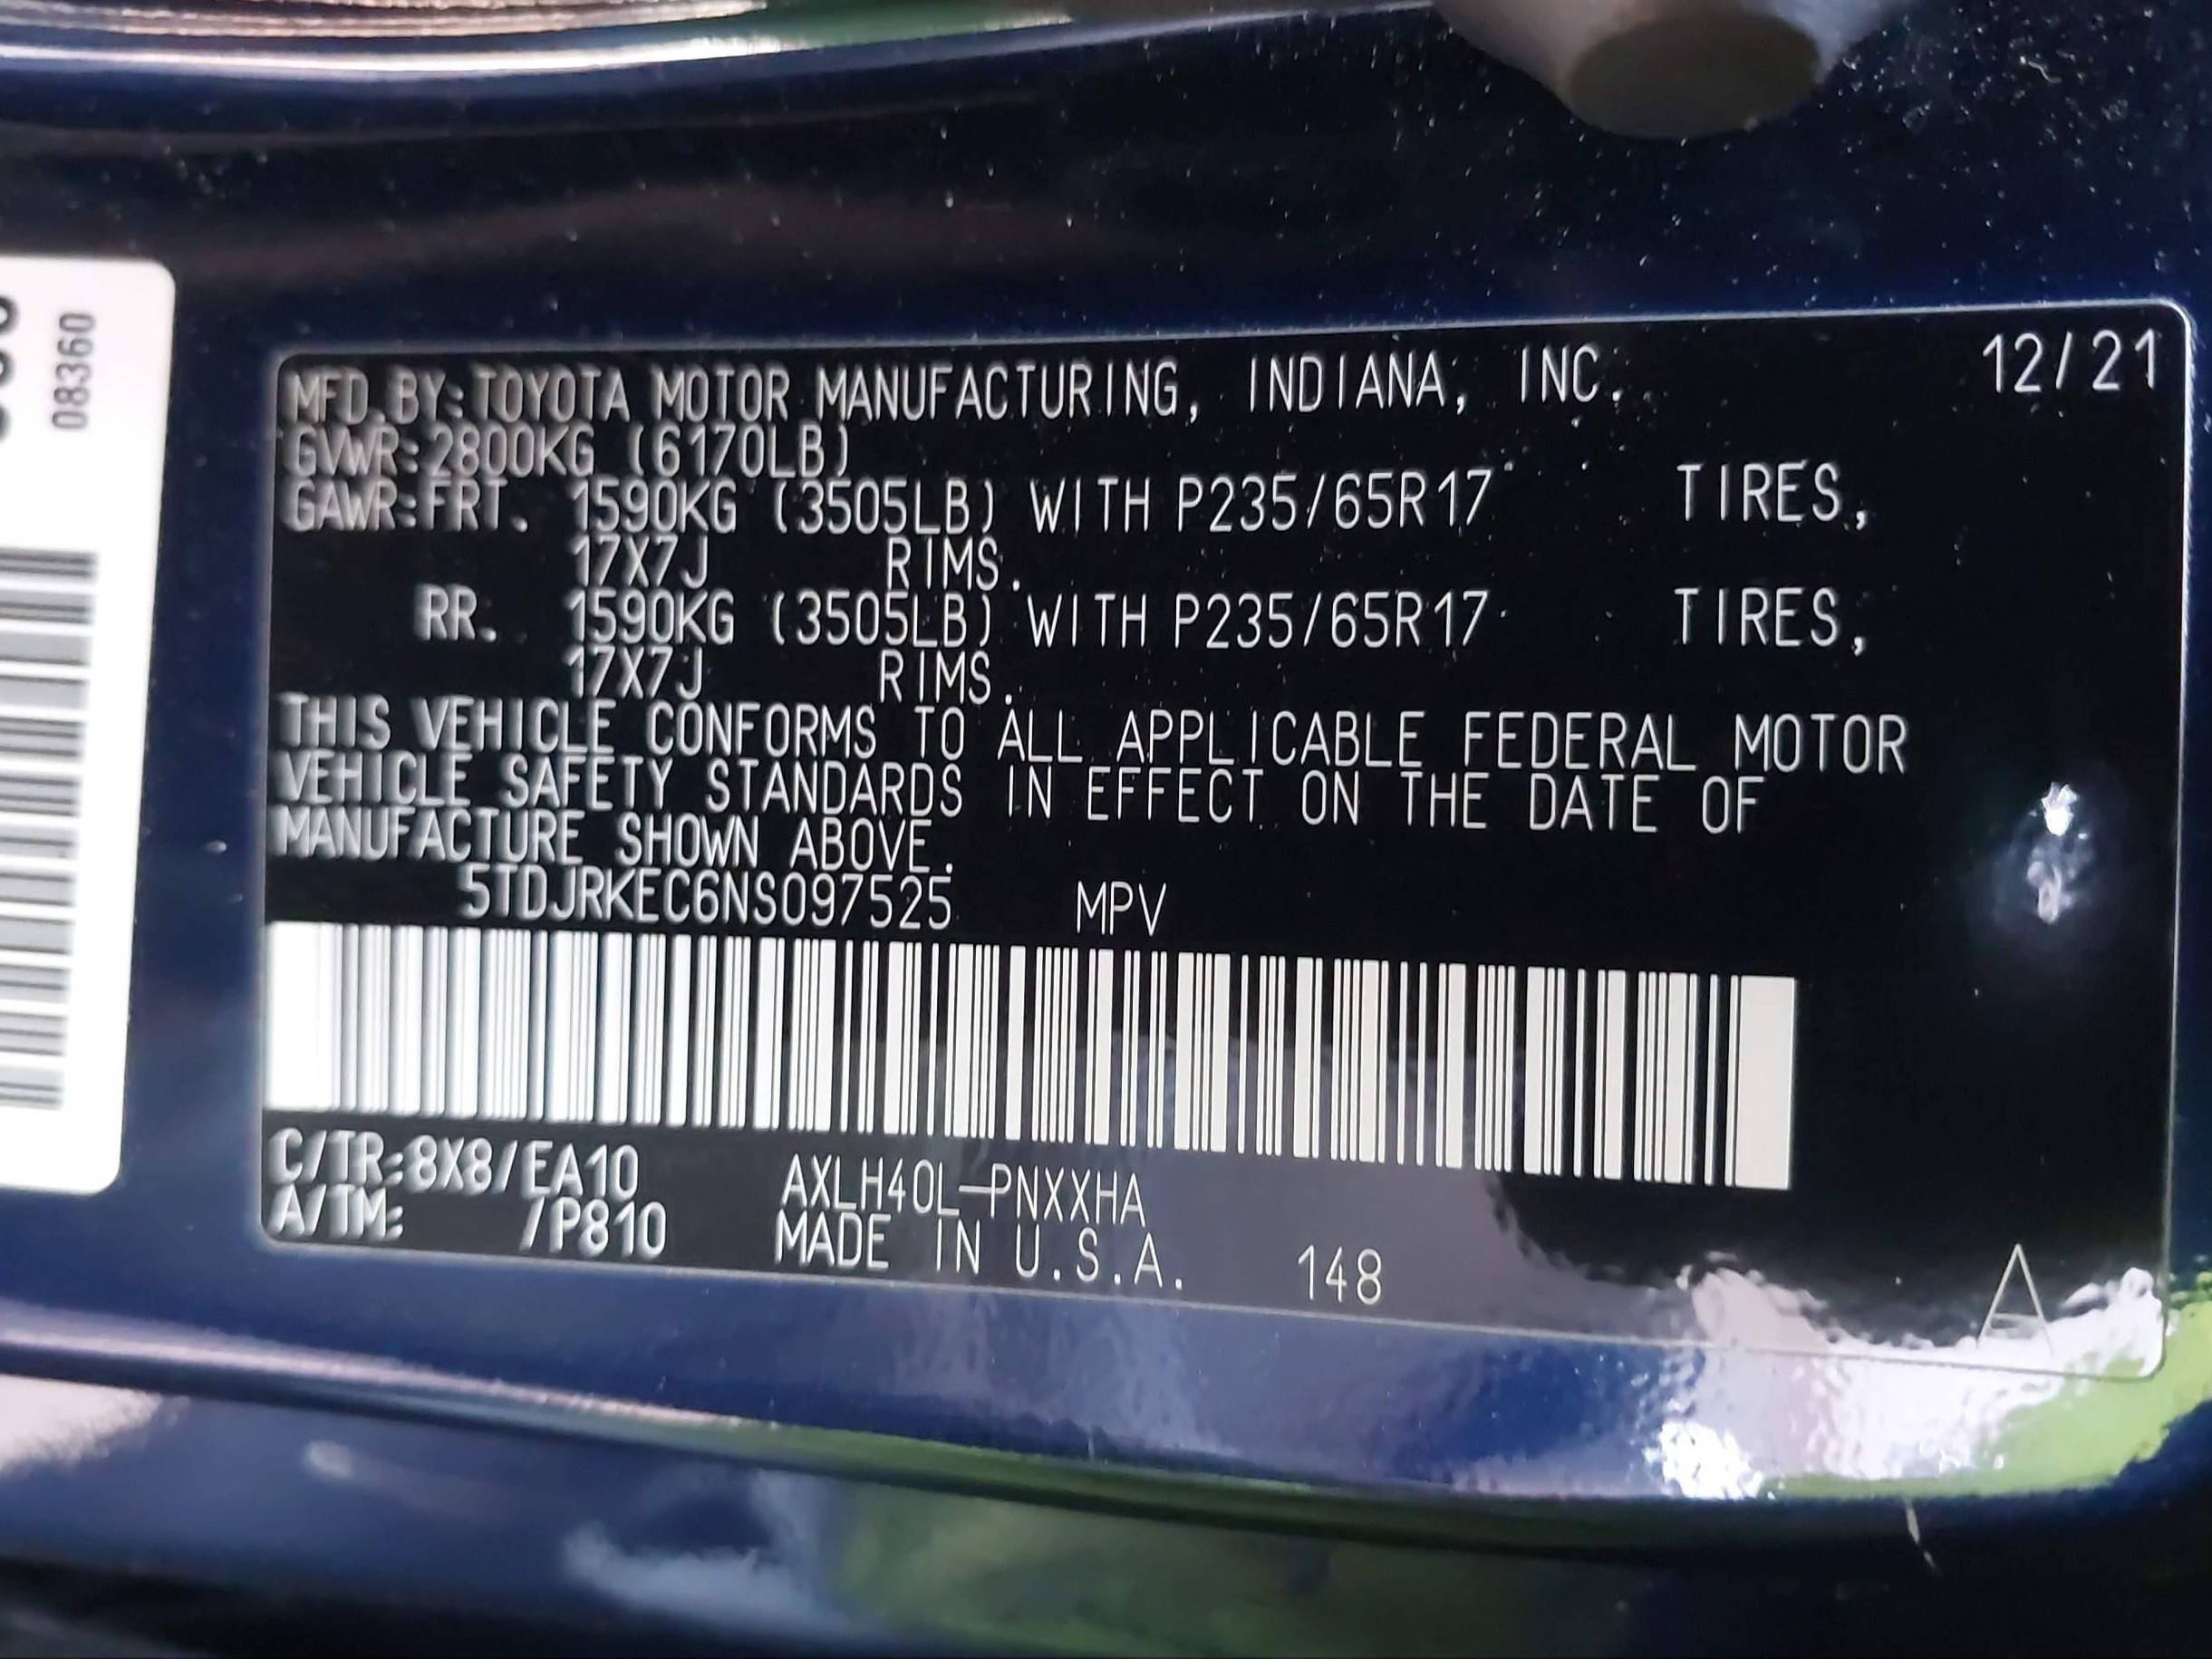 MFD.BY:TOYOTA MOTOR MANUFACTURING, INDIANA, INC. 12/21
GVWR:2800KG (6170LB)
GAWR:FRT. 1590KG (3505LB) WITH P235/65R17 TIRES,
17X7J RIMS.
RR. 1590KG (3505LB) WITH P235/65R17 TIRES,
17X7J RIMS.
THIS VEHICLE CONFORMS TO ALL APPLICABLE FEDERAL MOTOR
VEHICLE SAFETY STANDARDS IN EFFECT ON THE DATE OF
MANUFACTURE SHOWN ABOVE.
5TDJRKEC6NS097525 MPV
C/TR:8X8/EA10 AXLH40L-PNXXHA
A/TM: /P810 MADE IN U.S.A. 148 A
08360